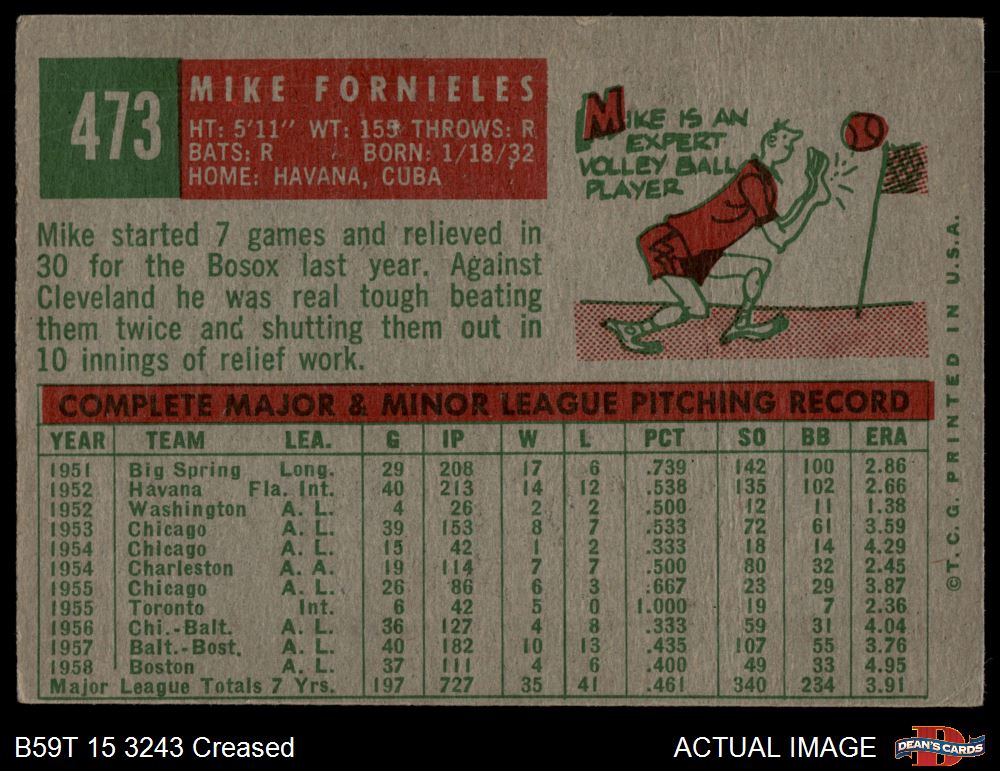 473
MIKE FORNIELES
HT: 5'11" WT: 155 THROWS: R
BATS: R BORN: 1/18/32
HOME: HAVANA, CUBA
MIKE IS AN
EXPERT
VOLLEY BALL
PLAYER
Mike started 7 games and relieved in
30 for the Bosox last year. Against
Cleveland he was real tough beating
them twice and shutting them out in
10 innings of relief work.
COMPLETE MAJOR & MINOR LEAGUE PITCHING RECORD
YEAR TEAM LEA. G IP W L PCT SO BB ERA
1951 Big Spring Long. 29 208 17 6 .739 142 100 2.86
1952 Havana Fla. Int. 40 213 14 12 .538 135 102 2.66
1952 Washington A. L. 4 26 2 2 .500 12 11 1.38
1953 Chicago A. L. 39 153 8 7 .533 72 61 3.59
1954 Chicago A. L. 15 42 1 2 .333 18 14 4.29
1954 Charleston A. A. 19 114 7 7 .500 80 32 2.45
1955 Chicago A. L. 26 86 6 3 .667 23 29 3.87
1955 Toronto Int. 6 42 5 0 1.000 19 7 2.36
1956 Chi.-Balt. A. L. 36 127 4 8 .333 59 31 4.04
1957 Balt.-Bost. A. L. 40 182 10 13 .435 107 55 3.76
1958 Boston A. L. 37 111 4 6 .400 49 33 4.95
Major League Totals 7 Yrs. 197 727 35 41 .461 340 234 3.91
©T. C. G. PRINTED IN U.S.A.
B59T 15 3243 Creased
ACTUAL IMAGE
DEAN'S CARDS